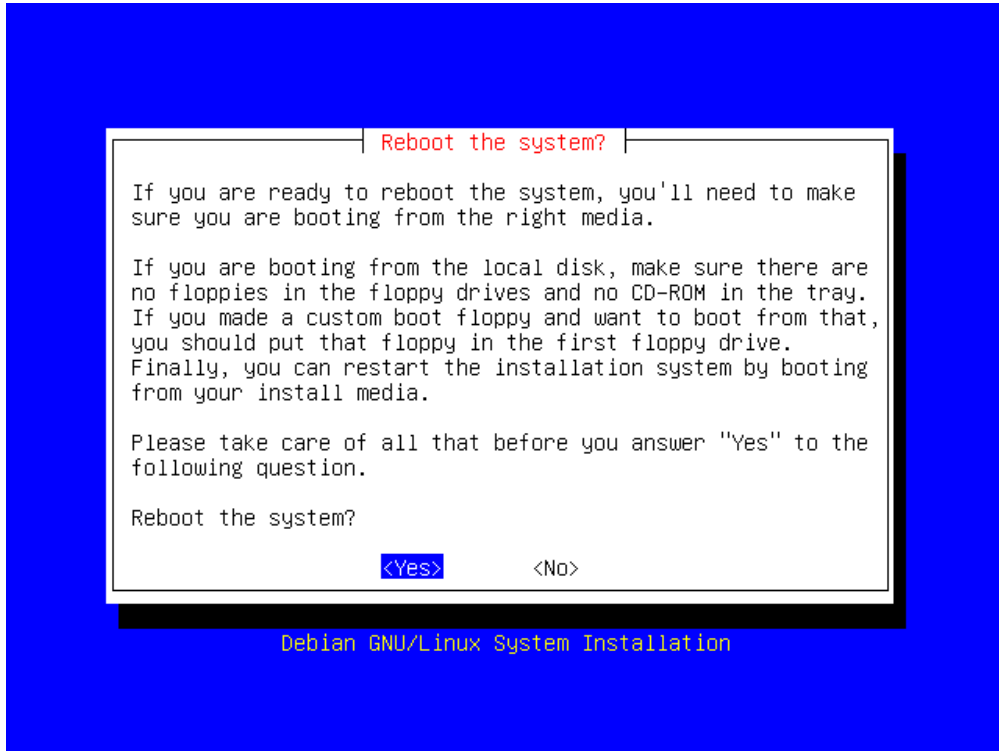 Reboot the system?
If you are ready to reboot the system, you'll need to make
sure you are booting from the right media.
If you are booting from the local disk, make sure there are
no floppies in the floppy drives and no CD-ROM in the tray.
If you made a custom boot floppy and want to boot from that,
you should put that floppy in the first floppy drive.
Finally, you can restart the installation system by booting
from your install media.
Please take care of all that before you answer "Yes" to the
following question.
Reboot the system?
<Yes> <No>
Debian GNU/Linux System Installation